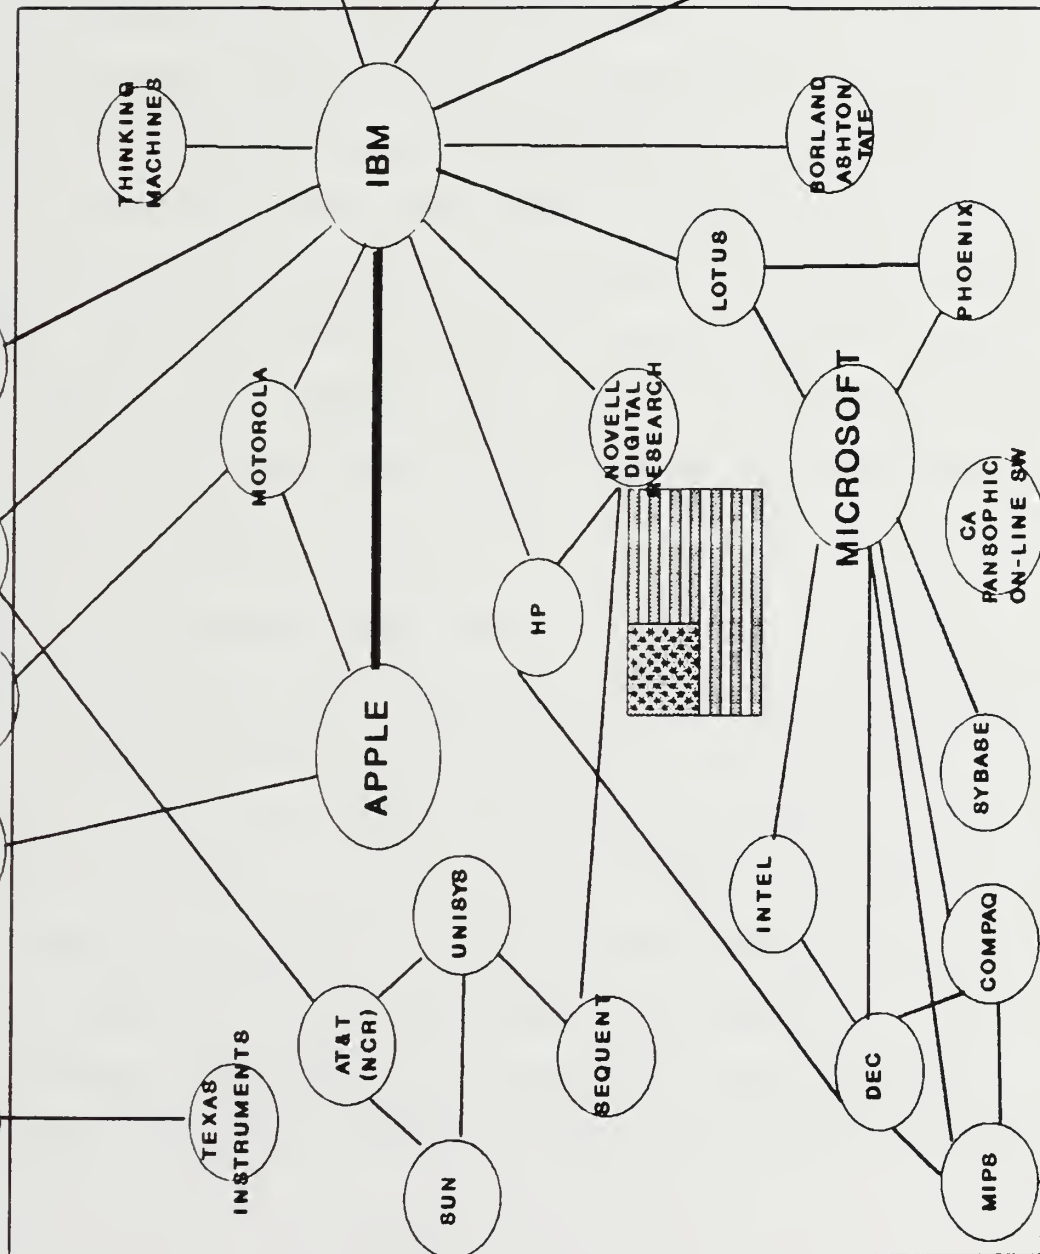 THINKING
MACHINES
IBM
BORLAND
ASHTON
TATE
LOTUS
PHOENIX
MOTOROLA
NOVELL
DIGITAL
RESEARCH
MICROSOFT
CA
PANSOPHIC
ON-LINE SW
HP
APPLE
SYBASE
INTEL
UNISYS
COMPAQ
AT&T
(NCR)
SEQUENT
DEC
TEXAS
INSTRUMENTS
SUN
MIPS